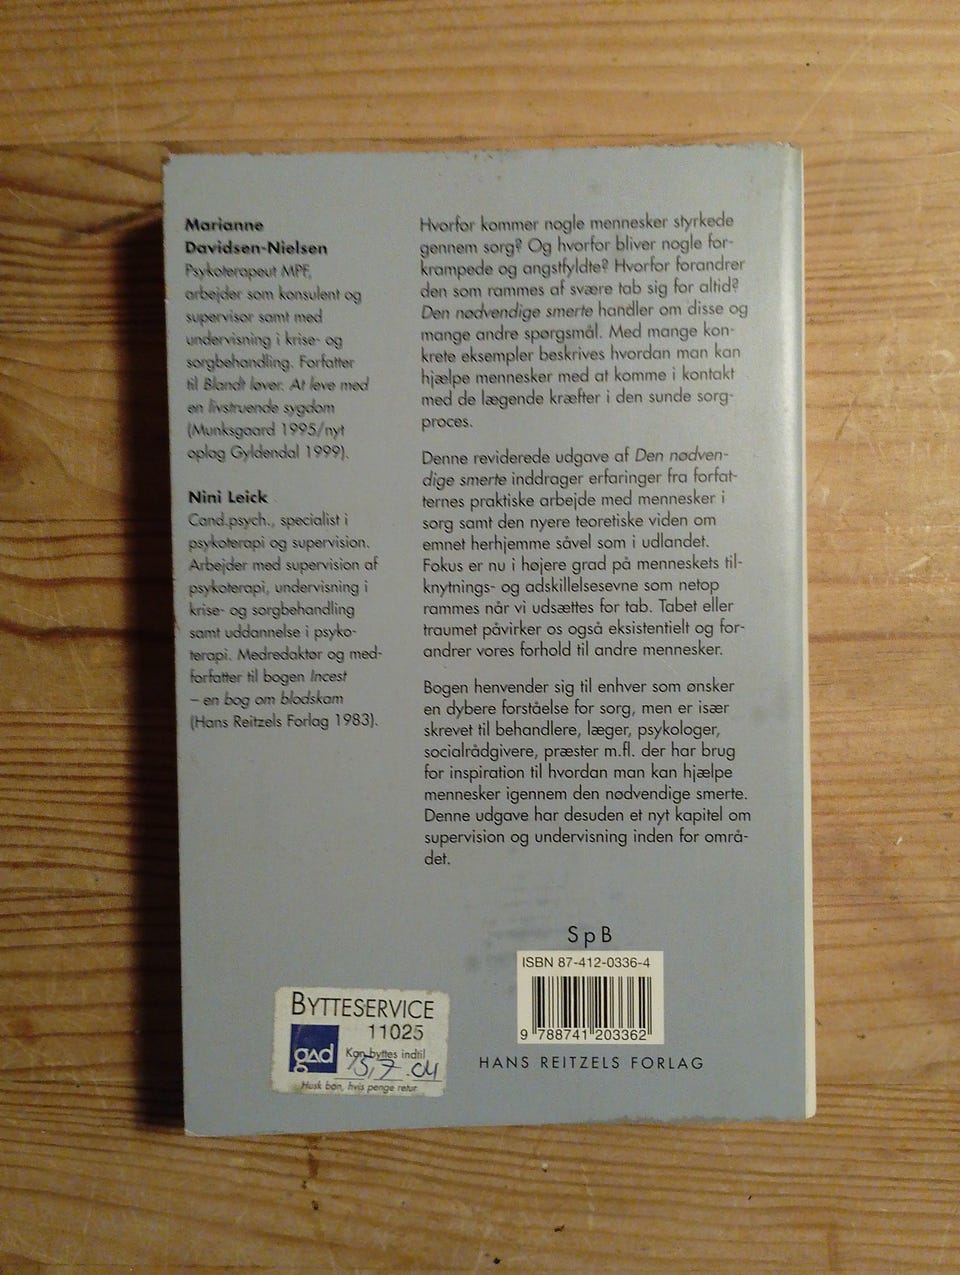 Marianne
Davidsen-Nielsen
Psykoterapeut MPF,
arbejder som konsulent og
supervisor samt med
undervisning i krise- og
sorgbehandling. Forfatter
til Blandt løver. At leve med
en livstruende sygdom
(Munksgaard 1995/nyt
oplag Gyldendal 1999).
Nini Leick
Cand.psych., specialist i
psykoterapi og supervision.
Arbejder med supervision af
psykoterapi, undervisning i
krise- og sorgbehandling
samt uddannelse i psyko-
terapi. Medredaktør og med-
forfatter til bogen Incest
– en bog om blodskam
(Hans Reitzels Forlag 1983).
Hvorfor kommer nogle mennesker styrkede
gennem sorg? Og hvorfor bliver nogle for-
krampede og angstfyldte? Hvorfor forandrer
den som rammes af svære tab sig for altid?
Den nødvendige smerte handler om disse og
mange andre spørgsmål. Med mange kon-
krete eksempler beskrives hvordan man kan
hjælpe mennesker med at komme i kontakt
med de lægende kræfter i den sunde sorg-
proces.
Denne reviderede udgave af Den nødven-
dige smerte inddrager erfaringer fra forfat-
ternes praktiske arbejde med mennesker i
sorg samt den nyere teoretiske viden om
emnet herhjemme såvel som i udlandet.
Fokus er nu i højere grad på menneskets til-
knytnings- og adskillelsesevne som netop
rammes når vi udsættes for tab. Tabet eller
traumet påvirker os også eksistentielt og for-
andrer vores forhold til andre mennesker.
Bogen henvender sig til enhver som ønsker
en dybere forståelse for sorg, men er især
skrevet til behandlere, læger, psykologer,
socialrådgivere, præster m.fl. der har brug
for inspiration til hvordan man kan hjælpe
mennesker igennem den nødvendige smerte.
Denne udgave har desuden et nyt kapitel om
supervision og undervisning inden for områ-
det.
SpB
ISBN 87-412-0336-4
9 788741 203362
HANS REITZELS FORLAG
BYTTESERVICE
11025
gad
Kan byttes indtil
15,7.04
Husk bon, hvis penge retur